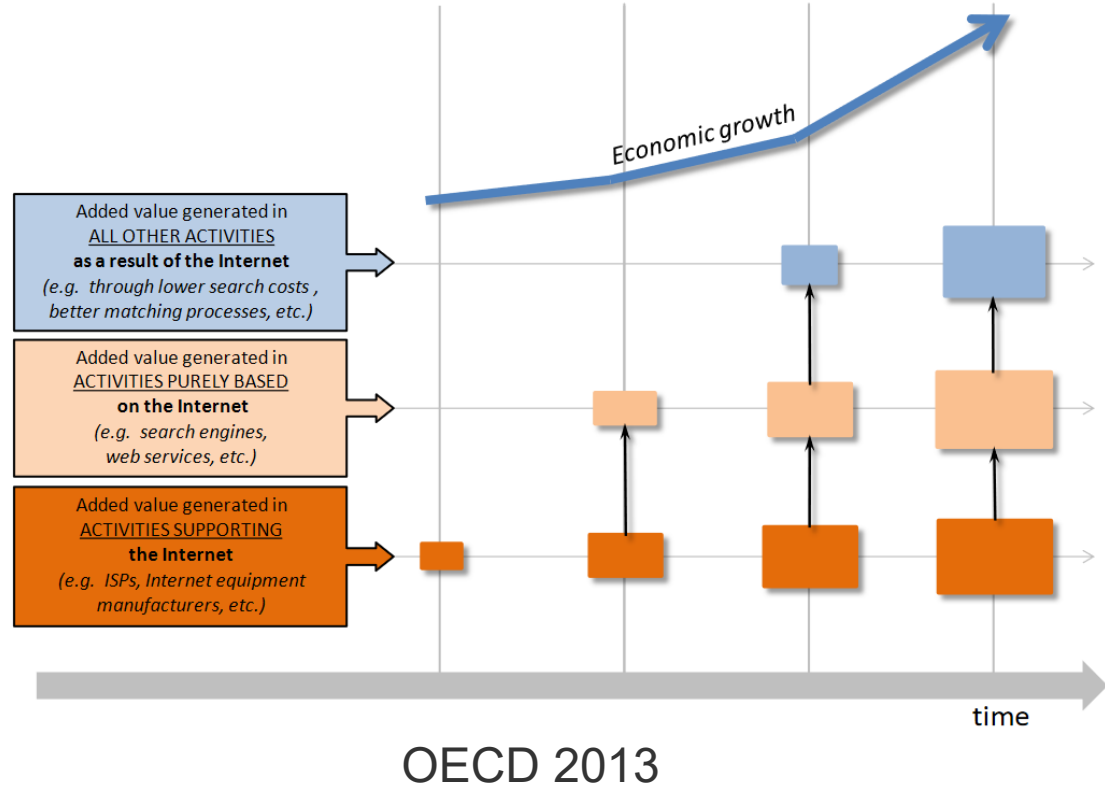 Economic growth
Added value generated in
ALL OTHER ACTIVITIES
as a result of the Internet
(e.g. through lower search costs ,
better matching processes, etc.)
Added value generated in
ACTIVITIES PURELY BASED
on the Internet
(e.g. search engines,
web services, etc.)
Added value generated in
ACTIVITIES SUPPORTING
the Internet
(e.g. ISPs, Internet equipment
manufacturers, etc.)
time
OECD 2013